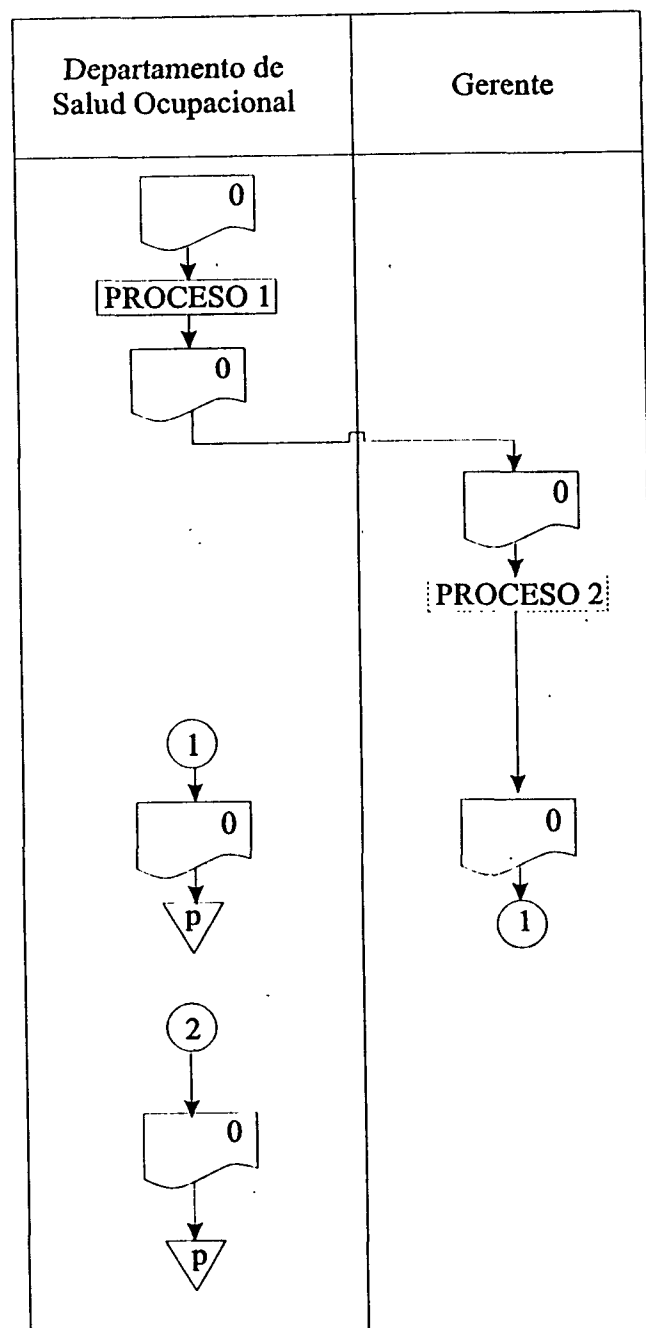 Departamento de
Salud Ocupacional
Gerente
0
PROCESO 1
0
0
PROCESO 2
1
0
0
p
1
2
0
p